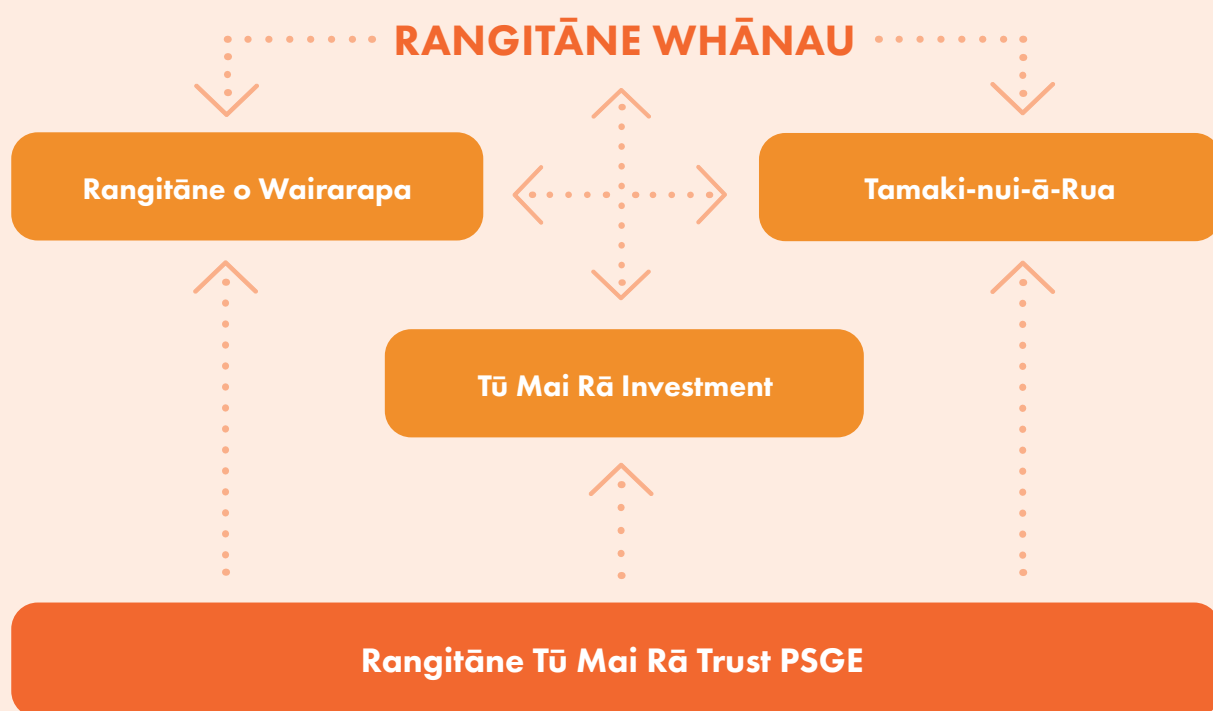 RANGITĀNE WHĀNAU
Rangitāne o Wairarapa
Tamaki-nui-ā-Rua
Tū Mai Rā Investment
Rangitāne Tū Mai Rā Trust PSGE